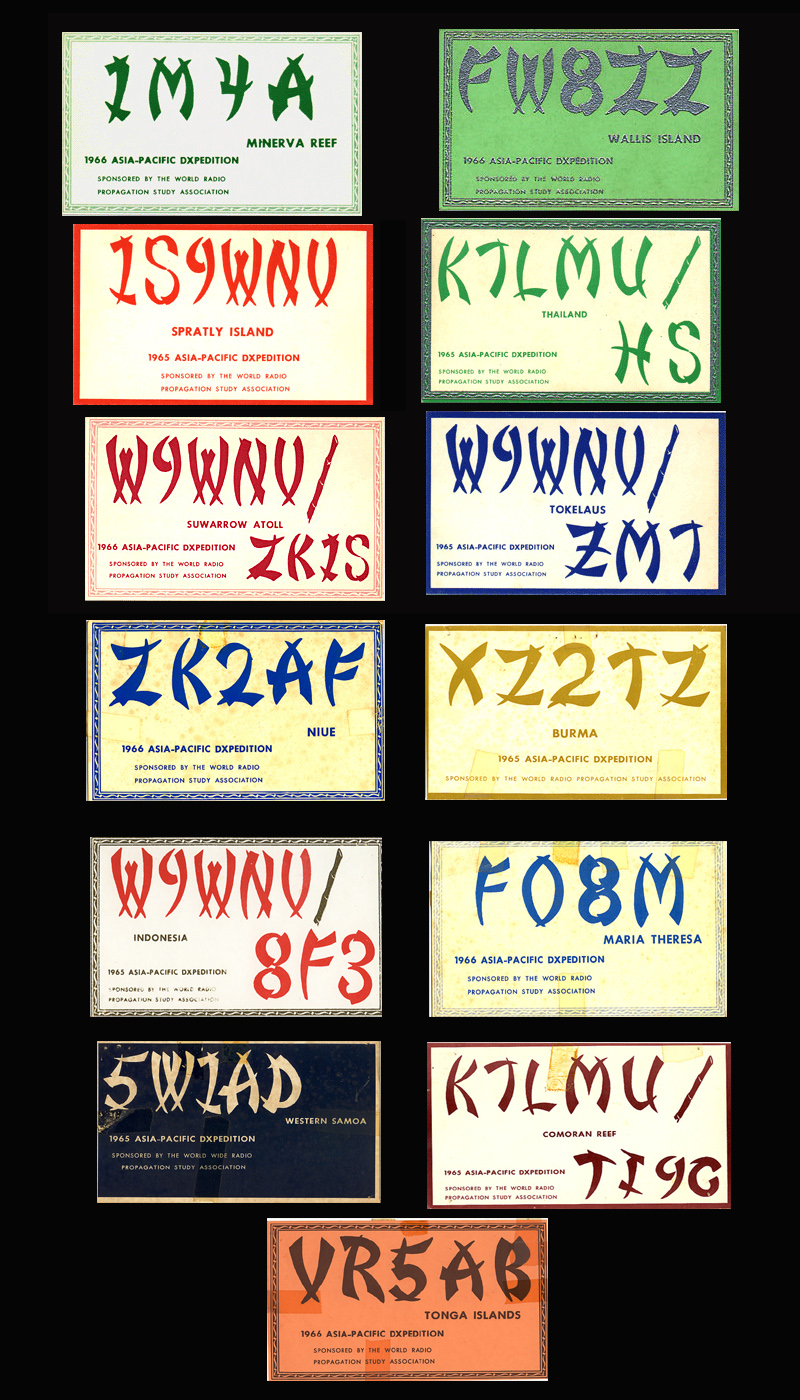 1M4A
MINERVA REEF
1966 ASIA-PACIFIC DXPEDITION
SPONSORED BY THE WORLD RADIO
PROPAGATION STUDY ASSOCIATION
FW8ZZ
WALLIS ISLAND
1966 ASIA-PACIFIC DXPEDITION
SPONSORED BY THE WORLD RADIO
PROPAGATION STUDY ASSOCIATION
1S9WNV
SPRATLY ISLAND
1965 ASIA-PACIFIC DXPEDITION
SPONSORED BY THE WORLD RADIO
PROPAGATION STUDY ASSOCIATION
K7LMU/
THAILAND
HS
1965 ASIA-PACIFIC DXPEDITION
SPONSORED BY THE WORLD RADIO
PROPAGATION STUDY ASSOCIATION
W9WNV/
SUWARROW ATOLL
ZK1S
1966 ASIA-PACIFIC DXPEDITION
SPONSORED BY THE WORLD RADIO
PROPAGATION STUDY ASSOCIATION
W9WNV/
TOKELAUS
ZM7
1965 ASIA-PACIFIC DXPEDITION
SPONSORED BY THE WORLD RADIO
PROPAGATION STUDY ASSOCIATION
ZK2AF
NIUE
1966 ASIA-PACIFIC DXPEDITION
SPONSORED BY THE WORLD RADIO
PROPAGATION STUDY ASSOCIATION
XZ2TZ
BURMA
1965 ASIA-PACIFIC DXPEDITION
SPONSORED BY THE WORLD RADIO PROPAGATION STUDY ASSOCIATION
W9WNV/
INDONESIA
8F3
1965 ASIA-PACIFIC DXPEDITION
SPONSORED BY THE WORLD RADIO
PROPAGATION STUDY ASSOCIATION
FO8M
MARIA THERESA
1966 ASIA-PACIFIC DXPEDITION
SPONSORED BY THE WORLD RADIO
PROPAGATION STUDY ASSOCIATION
5W1AD
WESTERN SAMOA
1965 ASIA-PACIFIC DXPEDITION
SPONSORED BY THE WORLD WIDE RADIO
PROPAGATION STUDY ASSOCIATION
K7LMU/
COMORAN REEF
TI9C
1965 ASIA-PACIFIC DXPEDITION
SPONSORED BY THE WORLD RADIO
PROPAGATION STUDY ASSOCIATION
VR5AB
TONGA ISLANDS
1966 ASIA-PACIFIC DXPEDITION
SPONSORED BY THE WORLD RADIO
PROPAGATION STUDY ASSOCIATION